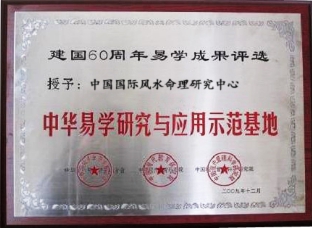 建国60周年易学成果评选
授予：中国国际风水命理研究中心
中华易学研究与应用示范基地
二〇〇九年十二月